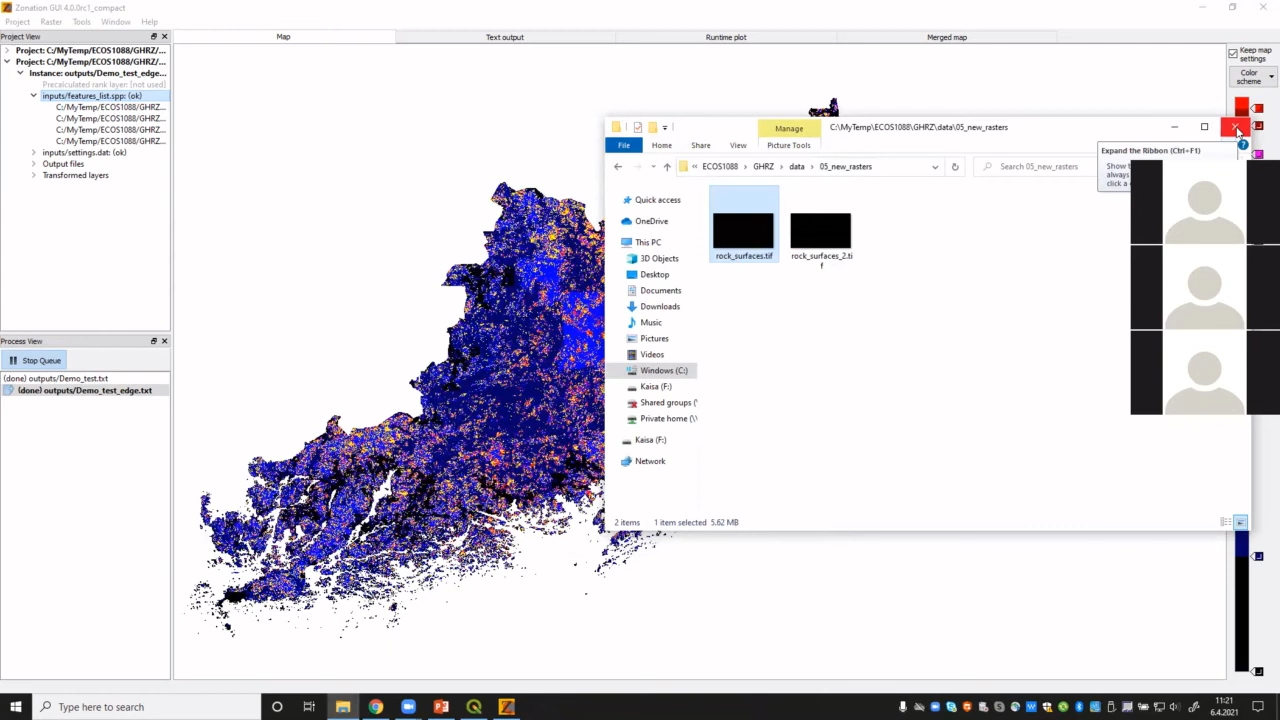 Zonation GUI 4.0.0rc1_compact
Project Raster Tools Window Help
Project View
Map
Text output
Runtime plot
Merged map
Project: C:/MyTemp/ECOS1088/GHRZ/...
Project: C:/MyTemp/ECOS1088/GHRZ/...
Instance: outputs/Demo_test_edge...
Precalculated rank layer: [not used]
inputs/features_list.spp: (ok)
C:/MyTemp/ECOS1088/GHRZ...
C:/MyTemp/ECOS1088/GHRZ...
C:/MyTemp/ECOS1088/GHRZ...
C:/MyTemp/ECOS1088/GHRZ...
inputs/settings.dat: (ok)
Output files
Transformed layers
Process View
Stop Queue
(done) outputs/Demo_test.txt
(done) outputs/Demo_test_edge.txt
Keep map
settings
Color
scheme
Manage
C:\MyTemp\ECOS1088\GHRZ\data\05_new_rasters
File Home Share View Picture Tools
Expand the Ribbon (Ctrl+F1)
Show
always
click a
« ECOS1088 > GHRZ > data > 05_new_rasters
Search 05_new_rasters
Quick access
OneDrive
This PC
3D Objects
Desktop
Documents
Downloads
Music
Pictures
Videos
Windows (C:)
Kaisa (F:)
Shared groups (\
Private home (\\
Kaisa (F:)
Network
rock_surfaces.tif
rock_surfaces_2.ti
f
2 items 1 item selected 5.62 MB
Type here to search
11:21
6.4.2021